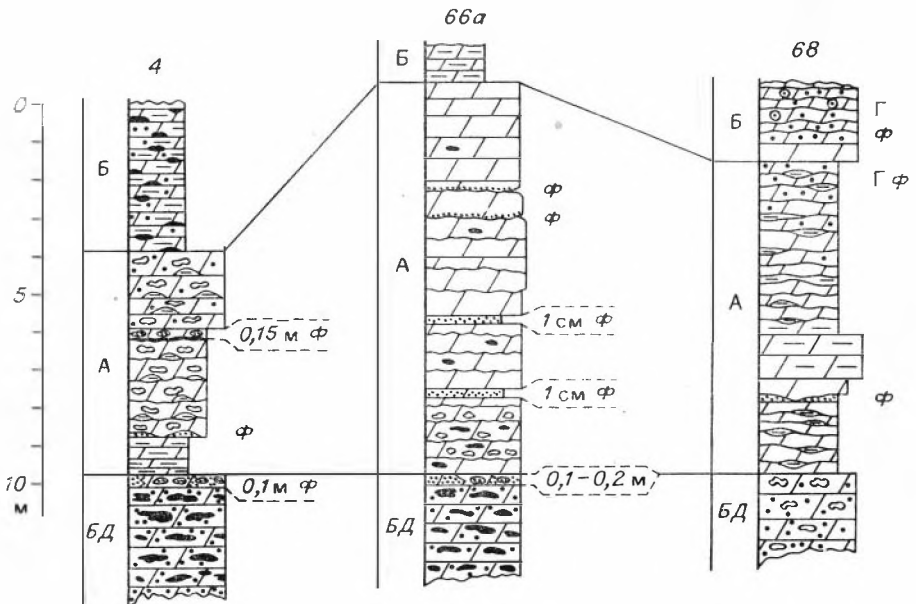 66а
4
68
Б
0
Б
Г
Б
ф
Г ф
ф
ф
А
5
А
1 см ф
0,15 м ф
А
1 см ф
ф
ф
10
0,1 м ф
0,1-0,2 м
м
БД
БД
БД